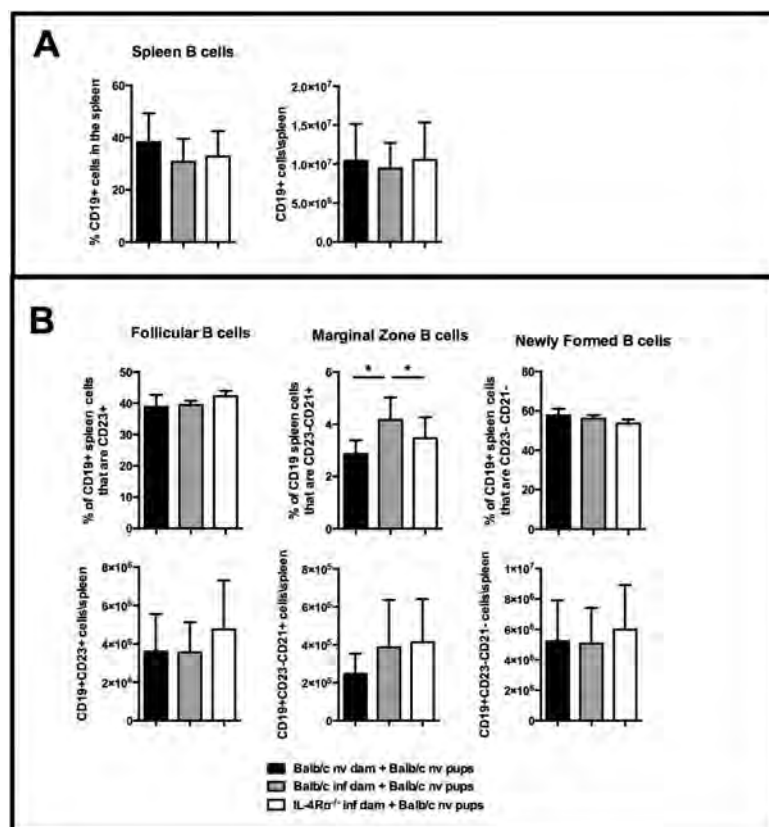 A
Spleen B cells
% CD19+ cells in the spleen
60
40
20
0
CD19+ cells\spleen
2.0×10⁷
1.5×10⁷
1.0×10⁷
5.0×10⁶
0.0
B
Follicular B cells
% of CD19+ spleen cells
that are CD23+
50
40
30
20
10
0
Marginal Zone B cells
% of CD19 spleen cells
that are CD23-CD21+
6
4
2
0
*
*
Newly Formed B cells
% of CD19+ spleen cells
that are CD23- CD21-
80
60
40
20
0
CD19+CD23+ cells\spleen
8×10⁶
6×10⁶
4×10⁶
2×10⁶
0
CD19+CD23-CD21+ cells\spleen
8×10⁵
6×10⁵
4×10⁵
2×10⁵
0
CD19+CD23-CD21- cells\spleen
1×10⁷
8×10⁶
6×10⁶
4×10⁶
2×10⁶
0
Balb/c nv dam + Balb/c nv pups
Balb/c inf dam + Balb/c nv pups
IL-4Rα⁻/⁻ inf dam + Balb/c nv pups